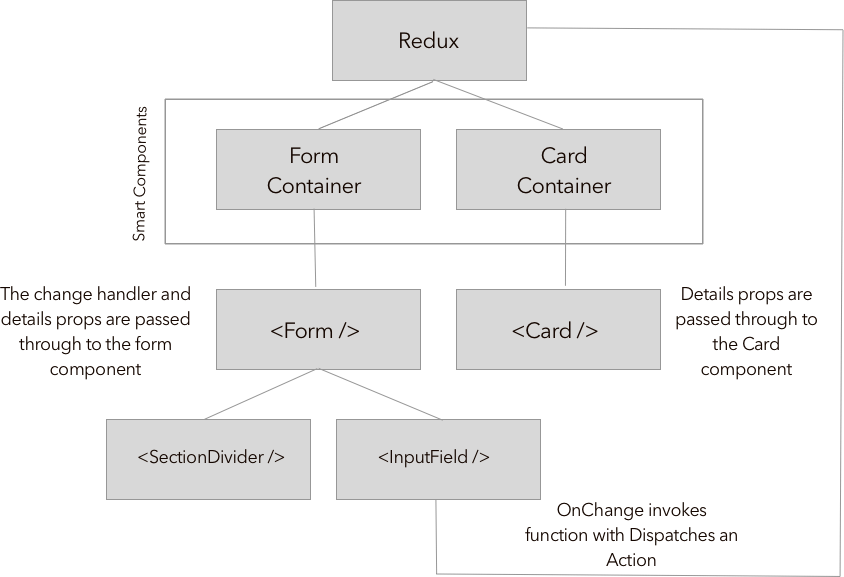 Redux
Smart Components
Form
Container
Card
Container
The change handler and
details props are passed
through to the form
component
<Form />
<Card />
Details props are
passed through to
the Card
component
<SectionDivider />
<InputField />
OnChange invokes
function with Dispatches an
Action